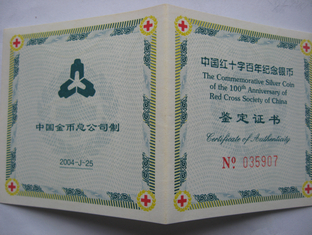 中国金币总公司制
2004-J-25
中国红十字百年纪念银币
The Commemorative Silver Coin
of the 100th Anniversary of
Red Cross Society of China
鉴定证书
Certificate of Authenticity
Nº 035907